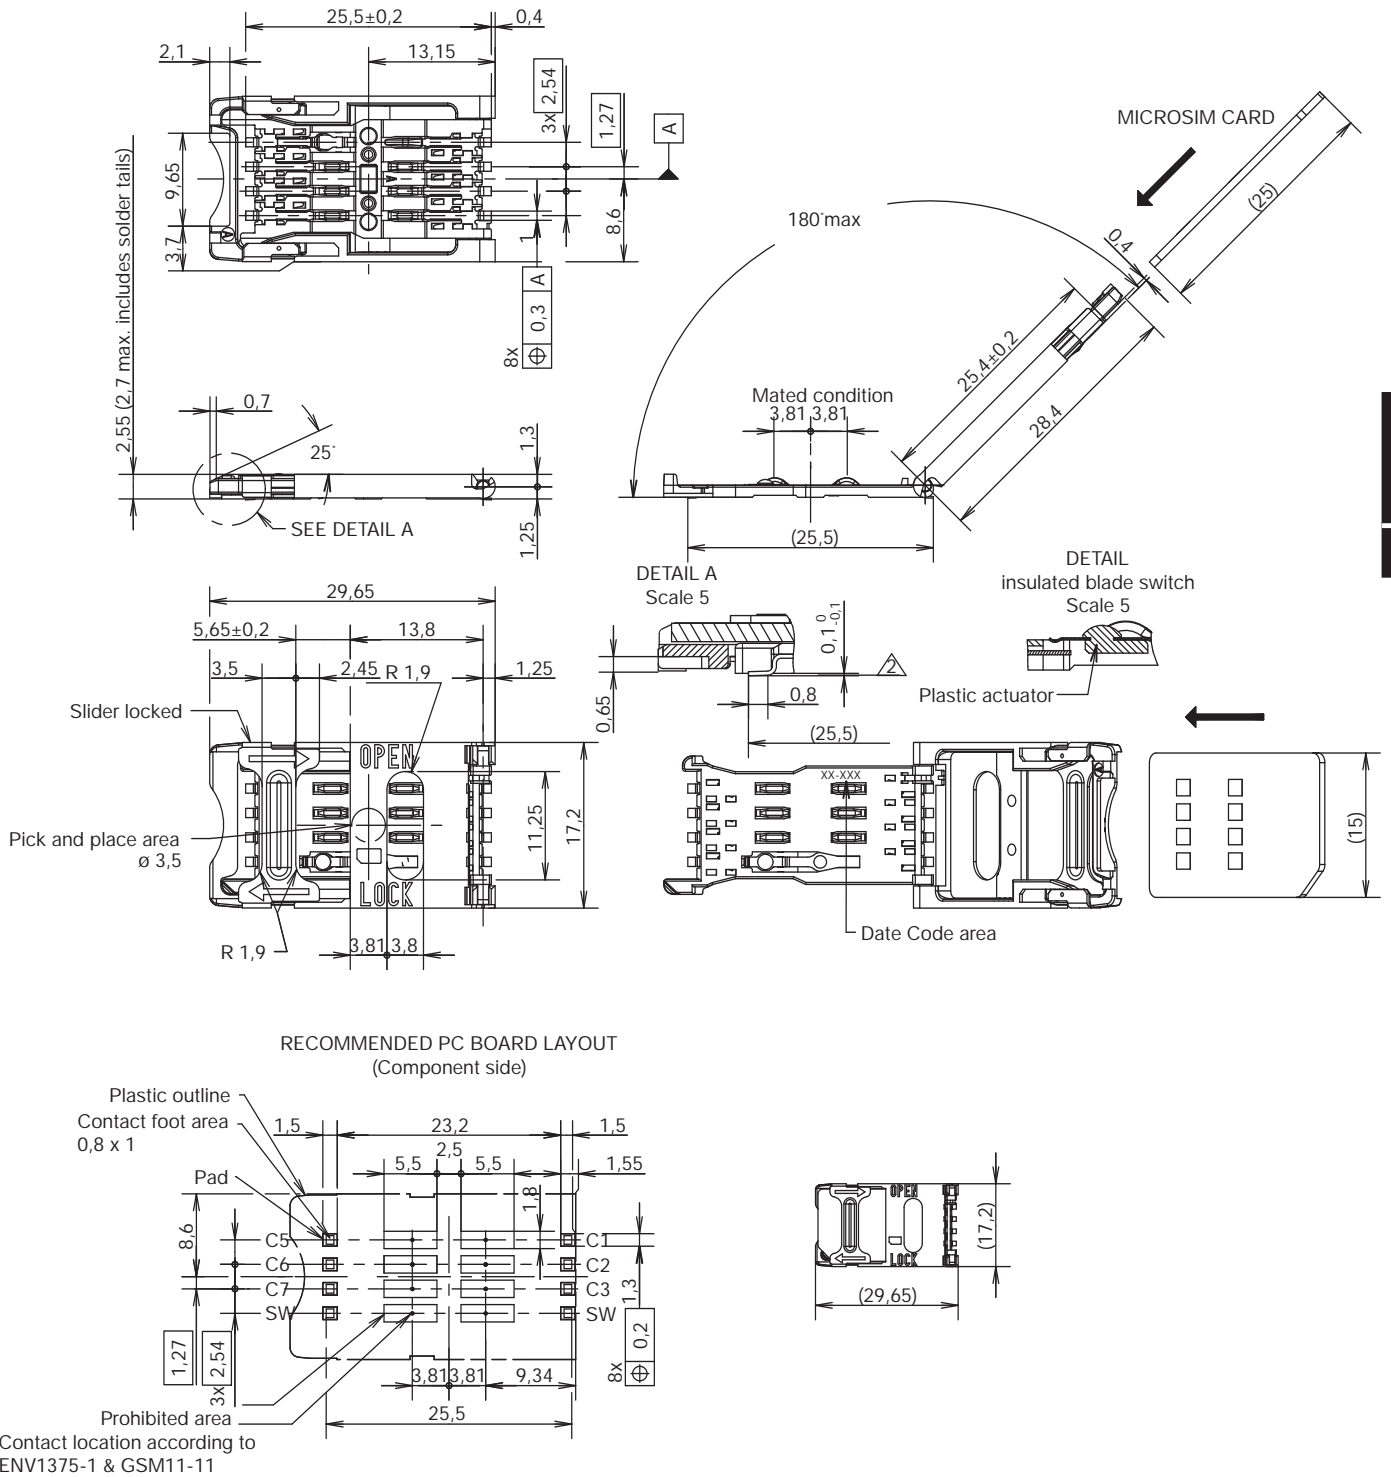 25,5±0,2
0,4
2,1
13,15
3x 2,54
1,27
A
9,65
3,7
8,6
1
A
8x ⌖ 0,3 A
2,55 (2,7 max. includes solder tails)
MICROSIM CARD
(25)
180°max
0,4
25,4±0,2
28,4
Mated condition
3,81 3,81
(25,5)
0,7
25°
1,3
1,25
SEE DETAIL A
DETAIL A
Scale 5
0,1 0 -0,1
2
0,65
0,8
(25,5)
DETAIL
insulated blade switch
Scale 5
Plastic actuator
29,65
5,65±0,2
13,8
3,5
2,45
R 1,9
1,25
Slider locked
OPEN
LOCK
11,25
17,2
Pick and place area
ø 3,5
R 1,9
3,81 3,8
XX-XXX
Date Code area
(15)
RECOMMENDED PC BOARD LAYOUT
(Component side)
Plastic outline
Contact foot area
0,8 x 1
Pad
1,5
23,2
1,5
2,5
5,5
5,5
1,55
1,8
8,6
C5
C1
C6
C2
C7
C3
SW
SW
1,3
8x ⌖ 0,2
1,27
3x 2,54
3,81 3,81
9,34
25,5
Prohibited area
Contact location according to
ENV1375-1 & GSM11-11
OPEN
LOCK
(17,2)
(29,65)